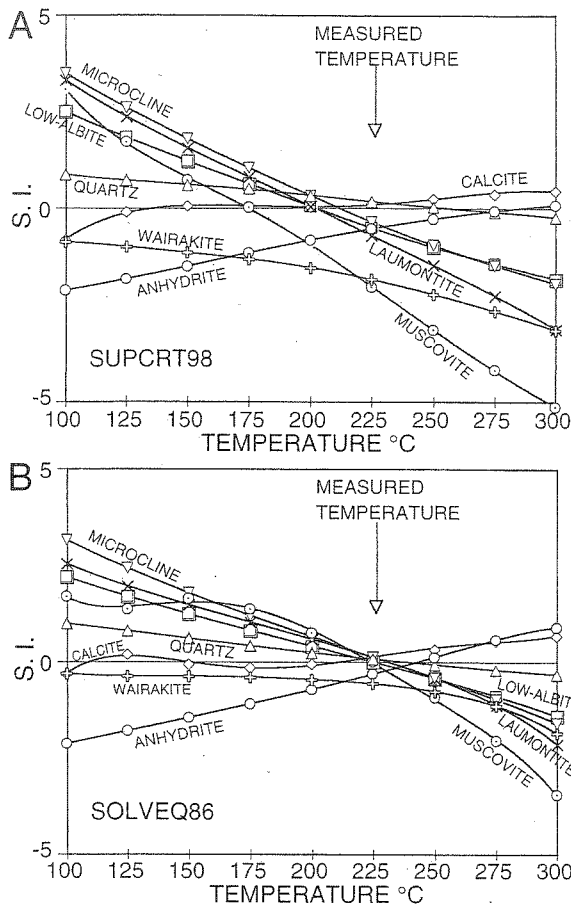 A
5
0
-5
S. I.
MEASURED
TEMPERATURE
MICROCLINE
LOW-ALBITE
QUARTZ
CALCITE
WAIRAKITE
ANHYDRITE
LAUMONTITE
MUSCOVITE
SUPCRT98
100 125 150 175 200 225 250 275 300
TEMPERATURE °C
B
5
0
-5
S. I.
MEASURED
TEMPERATURE
MICROCLINE
CALCITE
QUARTZ
WAIRAKITE
ANHYDRITE
LOW-ALBIT
LAUMONTITE
MUSCOVITE
SOLVEQ86
100 125 150 175 200 225 250 275 300
TEMPERATURE °C